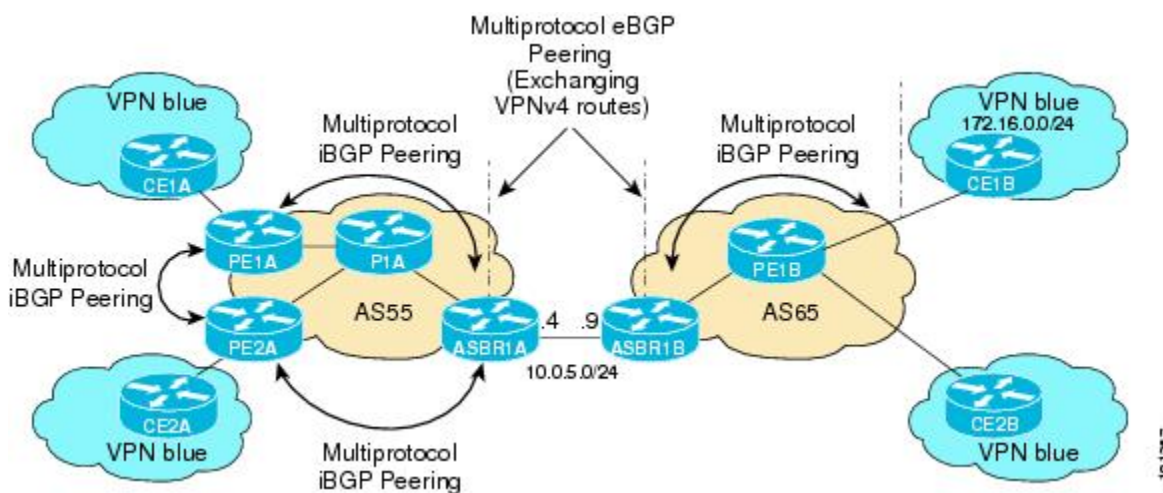 Multiprotocol eBGP
Peering
(Exchanging
VPNv4 routes)
VPN blue
CE1A
Multiprotocol
iBGP Peering
Multiprotocol
iBGP Peering
VPN blue
172.16.0.0/24
CE1B
PE1A
P1A
PE1B
Multiprotocol
iBGP Peering
AS55
AS65
PE2A
ASBR1A
.4
.9
ASBR1B
10.0.5.0/24
CE2A
VPN blue
CE2B
VPN blue
Multiprotocol
iBGP Peering